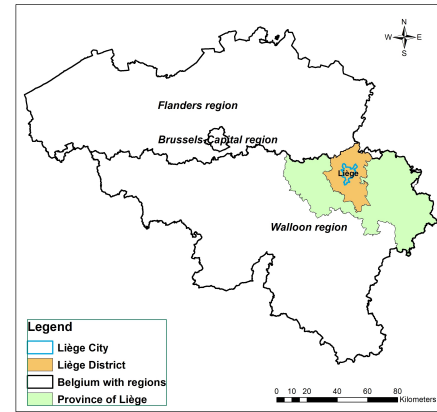 N
W E
S
Flanders region
Brussels Capital region
Liège
Walloon region
Legend
Liège City
Liège District
Belgium with regions
Province of Liège
0 10 20 40 60 80
Kilometers